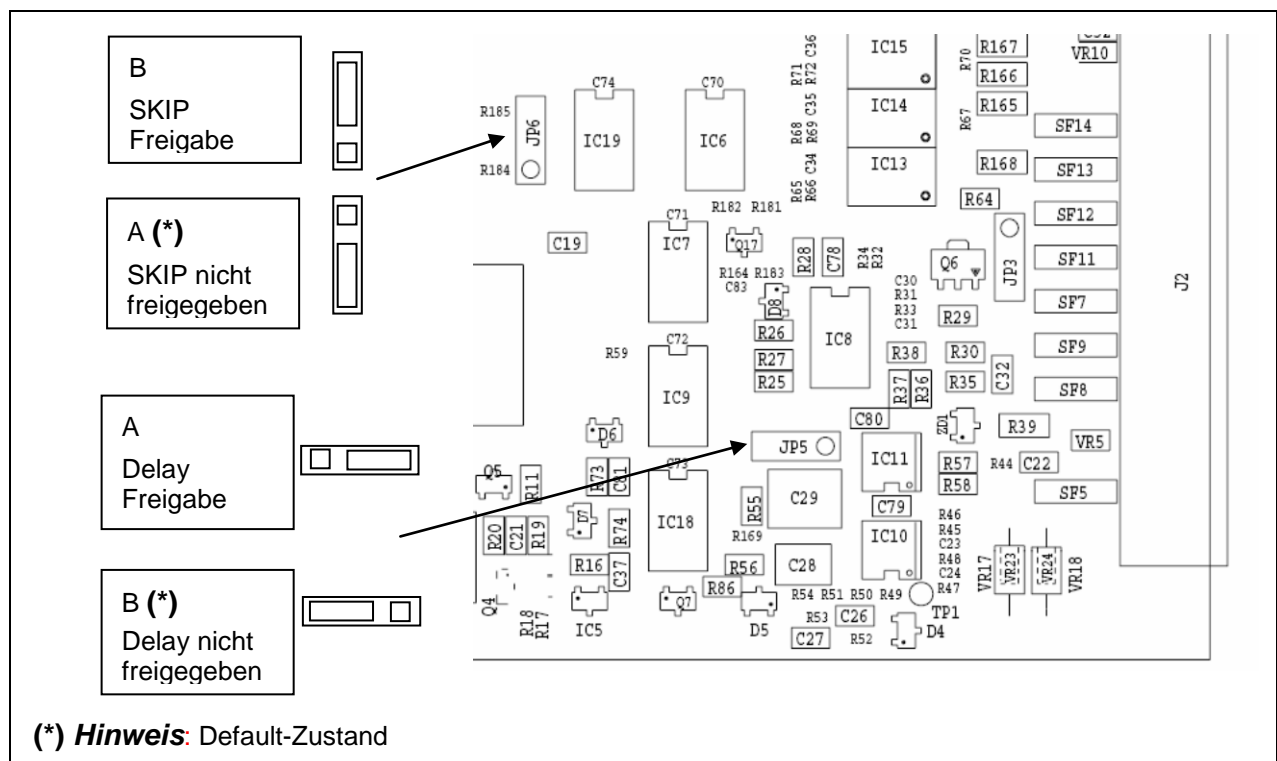 B
SKIP
Freigabe
A (*)
SKIP nicht
freigegeben
A
Delay
Freigabe
B (*)
Delay nicht
freigegeben
C36
IC15
R167
VR10
R70
R71
R72
R166
C74
C70
R185
JP6
R184
IC19
IC6
C35
IC14
R165
R68
R69
R67
SF14
IC13
R168
SF13
C34
R65
R66
R64
R182
R181
SF12
C71
C19
IC7
Q17
R28
C78
R34
R32
Q6
JP3
SF11
R164
R183
C83
D8
C30
R31
R33
C31
SF7
J2
R26
IC8
R29
C72
R59
R27
R38
R30
SF9
R25
R37
R36
R35
C32
SF8
IC9
C80
ZD1
R39
D6
JP5
VR5
C73
IC11
R57
R44
C22
Q5
R11
R73
C81
R58
SF5
C29
R55
C79
D7
R74
IC18
R20
C21
R19
R169
IC10
R46
R45
C23
R48
C24
R47
R16
C37
R56
C28
VR17
VR23
VR24
VR18
Q4
R86
R54
R51
R50
R49
TP1
R18
R17
IC5
Q7
D5
R53
C26
C27
R52
D4
(*) Hinweis: Default-Zustand